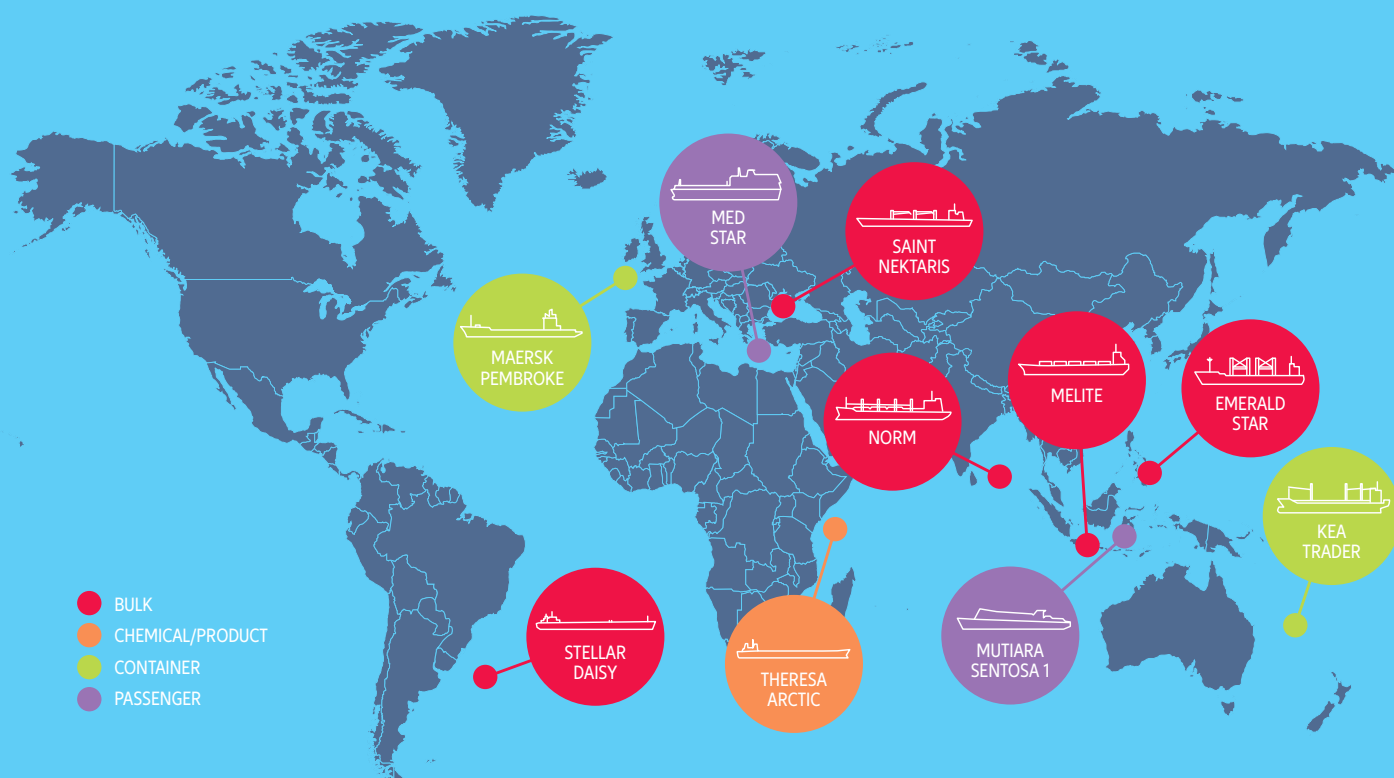 MED
STAR
SAINT
NEKTARIS
MAERSK
PEMBROKE
MELITE
EMERALD
STAR
NORM
KEA
TRADER
BULK
CHEMICAL/PRODUCT
CONTAINER
PASSENGER
STELLAR
DAISY
THERESA
ARCTIC
MUTIARA
SENTOSA 1